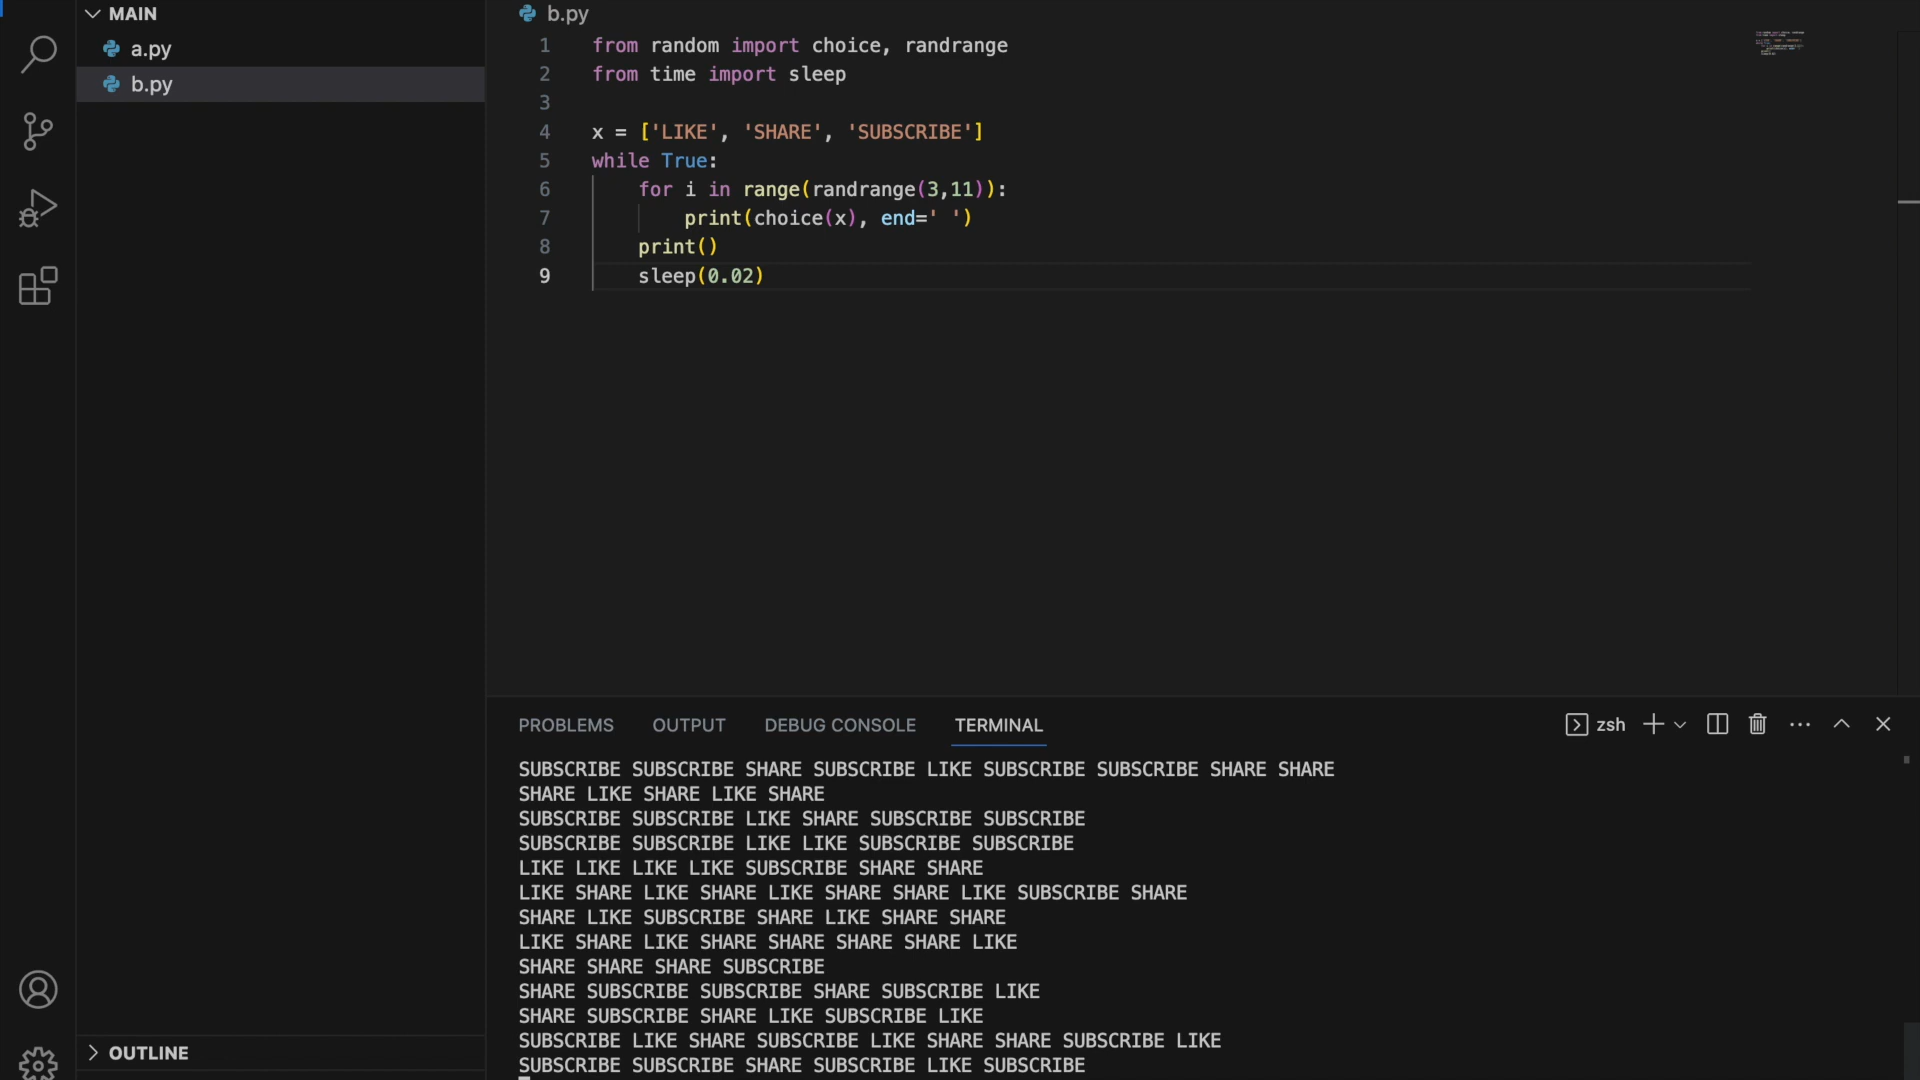 MAIN
a.py
b.py
OUTLINE
b.py
1 from random import choice, randrange
2 from time import sleep
3
4 x = ['LIKE', 'SHARE', 'SUBSCRIBE']
5 while True:
6 for i in range(randrange(3,11)):
7 print(choice(x), end=' ')
8 print()
9 sleep(0.02)
PROBLEMS OUTPUT DEBUG CONSOLE TERMINAL zsh
SUBSCRIBE SUBSCRIBE SHARE SUBSCRIBE LIKE SUBSCRIBE SUBSCRIBE SHARE SHARE
SHARE LIKE SHARE LIKE SHARE
SUBSCRIBE SUBSCRIBE LIKE SHARE SUBSCRIBE SUBSCRIBE
SUBSCRIBE SUBSCRIBE LIKE LIKE SUBSCRIBE SUBSCRIBE
LIKE LIKE LIKE LIKE SUBSCRIBE SHARE SHARE
LIKE SHARE LIKE SHARE LIKE SHARE SHARE LIKE SUBSCRIBE SHARE
SHARE LIKE SUBSCRIBE SHARE LIKE SHARE SHARE
LIKE SHARE LIKE SHARE SHARE SHARE SHARE LIKE
SHARE SHARE SHARE SUBSCRIBE
SHARE SUBSCRIBE SUBSCRIBE SHARE SUBSCRIBE LIKE
SHARE SUBSCRIBE SHARE LIKE SUBSCRIBE LIKE
SUBSCRIBE LIKE SHARE SUBSCRIBE LIKE SHARE SHARE SUBSCRIBE LIKE
SUBSCRIBE SUBSCRIBE SHARE SUBSCRIBE LIKE SUBSCRIBE